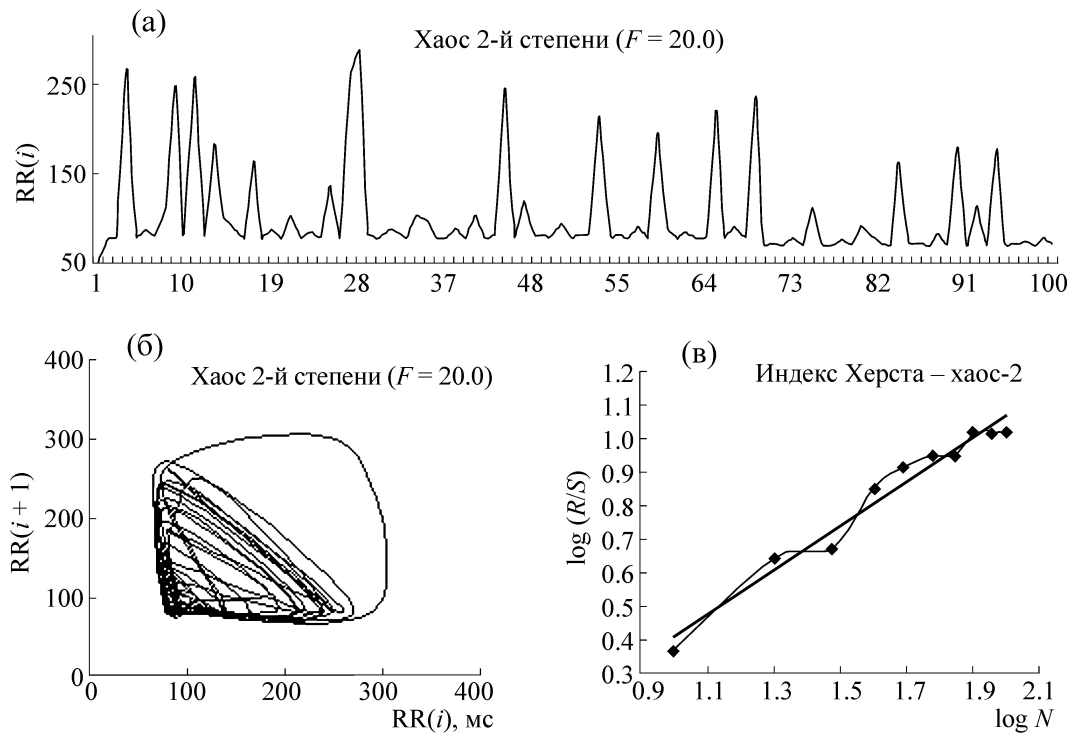 (а)
Хаос 2-й степени (F = 20.0)
RR(i)
250
150
50
1 10 19 28 37 48 55 64 73 82 91 100
(б)
Хаос 2-й степени (F = 20.0)
RR(i + 1)
400
300
200
100
0
0 100 200 300 400
RR(i), мс
(в)
Индекс Херста – хаос-2
log (R/S)
1.2
1.1
1.0
0.9
0.8
0.7
0.6
0.5
0.4
0.3
0.9 1.1 1.3 1.5 1.7 1.9 2.1
log N